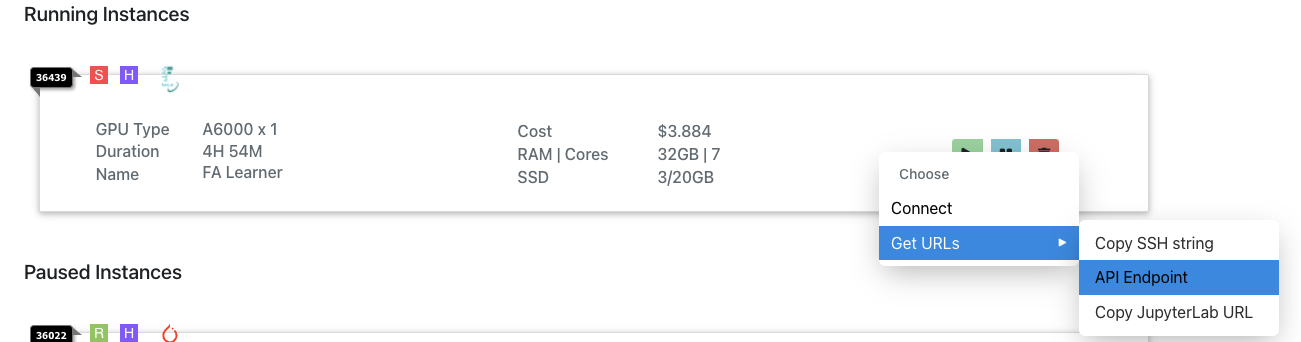 Running Instances
36439 S H
GPU Type A6000 x 1
Duration 4H 54M
Name FA Learner
Cost $3.884
RAM | Cores 32GB | 7
SSD 3/20GB
Choose
Connect
Get URLs
Copy SSH string
API Endpoint
Copy JupyterLab URL
Paused Instances
36022 R H